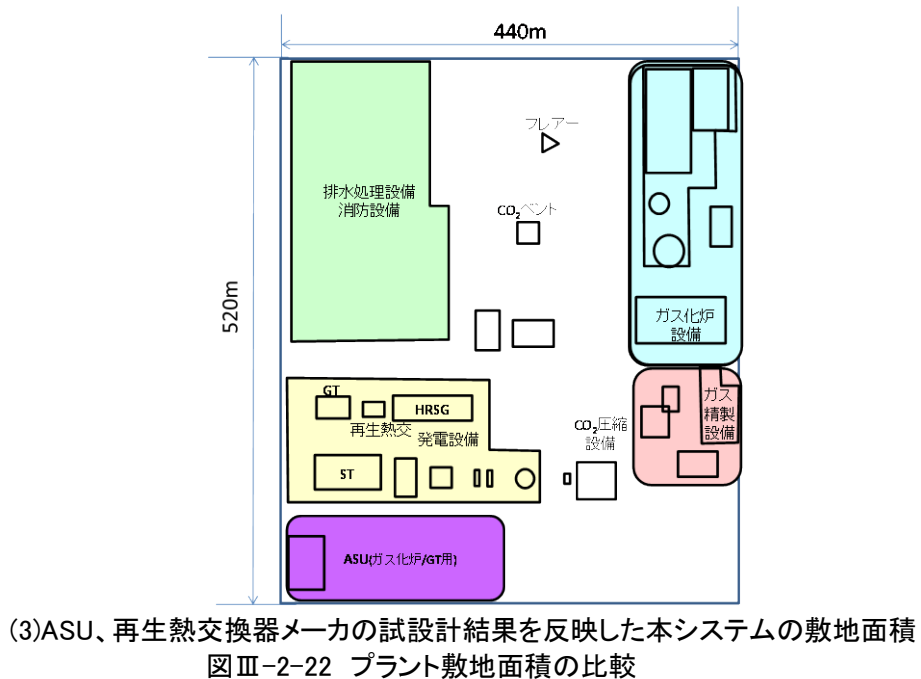 440m
520m
フレアー
排水処理設備
消防設備
CO₂ベント
ガス化炉
設備
GT
HRSG
再生熱交
発電設備
ST
CO₂圧縮
設備
ガス
精製
設備
ASU(ガス化炉/GT用)
(3)ASU、再生熱交換器メーカの試設計結果を反映した本システムの敷地面積
図Ⅲ-2-22 プラント敷地面積の比較